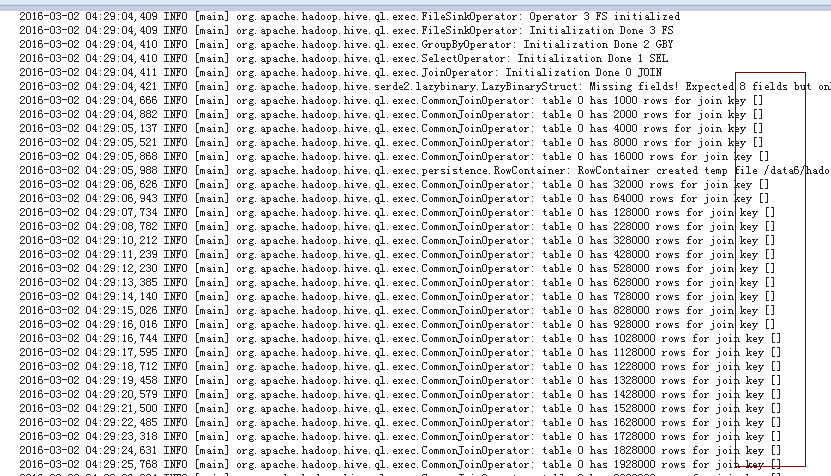 2016-03-02 04:29:04,409 INFO [main] org.apache.hadoop.hive.ql.exec.FileSinkOperator: Operator 3 FS initialized
2016-03-02 04:29:04,409 INFO [main] org.apache.hadoop.hive.ql.exec.FileSinkOperator: Initialization Done 3 FS
2016-03-02 04:29:04,410 INFO [main] org.apache.hadoop.hive.ql.exec.GroupByOperator: Initialization Done 2 GBY
2016-03-02 04:29:04,410 INFO [main] org.apache.hadoop.hive.ql.exec.SelectOperator: Initialization Done 1 SEL
2016-03-02 04:29:04,411 INFO [main] org.apache.hadoop.hive.ql.exec.JoinOperator: Initialization Done 0 JOIN
2016-03-02 04:29:04,421 INFO [main] org.apache.hadoop.hive.serde2.lazybinary.LazyBinaryStruct: Missing fields! Expected 8 fields but
2016-03-02 04:29:04,666 INFO [main] org.apache.hadoop.hive.ql.exec.CommonJoinOperator: table 0 has 1000 rows for join key []
2016-03-02 04:29:04,882 INFO [main] org.apache.hadoop.hive.ql.exec.CommonJoinOperator: table 0 has 2000 rows for join key []
2016-03-02 04:29:05,137 INFO [main] org.apache.hadoop.hive.ql.exec.CommonJoinOperator: table 0 has 4000 rows for join key []
2016-03-02 04:29:05,521 INFO [main] org.apache.hadoop.hive.ql.exec.CommonJoinOperator: table 0 has 8000 rows for join key []
2016-03-02 04:29:05,868 INFO [main] org.apache.hadoop.hive.ql.exec.CommonJoinOperator: table 0 has 16000 rows for join key []
2016-03-02 04:29:05,988 INFO [main] org.apache.hadoop.hive.ql.exec.persistence.RowContainer: RowContainer created temp file /data6/hado
2016-03-02 04:29:06,626 INFO [main] org.apache.hadoop.hive.ql.exec.CommonJoinOperator: table 0 has 32000 rows for join key []
2016-03-02 04:29:06,943 INFO [main] org.apache.hadoop.hive.ql.exec.CommonJoinOperator: table 0 has 64000 rows for join key []
2016-03-02 04:29:07,734 INFO [main] org.apache.hadoop.hive.ql.exec.CommonJoinOperator: table 0 has 128000 rows for join key []
2016-03-02 04:29:08,782 INFO [main] org.apache.hadoop.hive.ql.exec.CommonJoinOperator: table 0 has 228000 rows for join key []
2016-03-02 04:29:10,212 INFO [main] org.apache.hadoop.hive.ql.exec.CommonJoinOperator: table 0 has 328000 rows for join key []
2016-03-02 04:29:11,239 INFO [main] org.apache.hadoop.hive.ql.exec.CommonJoinOperator: table 0 has 428000 rows for join key []
2016-03-02 04:29:12,230 INFO [main] org.apache.hadoop.hive.ql.exec.CommonJoinOperator: table 0 has 528000 rows for join key []
2016-03-02 04:29:13,385 INFO [main] org.apache.hadoop.hive.ql.exec.CommonJoinOperator: table 0 has 628000 rows for join key []
2016-03-02 04:29:14,140 INFO [main] org.apache.hadoop.hive.ql.exec.CommonJoinOperator: table 0 has 728000 rows for join key []
2016-03-02 04:29:15,026 INFO [main] org.apache.hadoop.hive.ql.exec.CommonJoinOperator: table 0 has 828000 rows for join key []
2016-03-02 04:29:16,016 INFO [main] org.apache.hadoop.hive.ql.exec.CommonJoinOperator: table 0 has 928000 rows for join key []
2016-03-02 04:29:16,744 INFO [main] org.apache.hadoop.hive.ql.exec.CommonJoinOperator: table 0 has 1028000 rows for join key []
2016-03-02 04:29:17,595 INFO [main] org.apache.hadoop.hive.ql.exec.CommonJoinOperator: table 0 has 1128000 rows for join key []
2016-03-02 04:29:18,712 INFO [main] org.apache.hadoop.hive.ql.exec.CommonJoinOperator: table 0 has 1228000 rows for join key []
2016-03-02 04:29:19,458 INFO [main] org.apache.hadoop.hive.ql.exec.CommonJoinOperator: table 0 has 1328000 rows for join key []
2016-03-02 04:29:20,579 INFO [main] org.apache.hadoop.hive.ql.exec.CommonJoinOperator: table 0 has 1428000 rows for join key []
2016-03-02 04:29:21,500 INFO [main] org.apache.hadoop.hive.ql.exec.CommonJoinOperator: table 0 has 1528000 rows for join key []
2016-03-02 04:29:22,485 INFO [main] org.apache.hadoop.hive.ql.exec.CommonJoinOperator: table 0 has 1628000 rows for join key []
2016-03-02 04:29:23,318 INFO [main] org.apache.hadoop.hive.ql.exec.CommonJoinOperator: table 0 has 1728000 rows for join key []
2016-03-02 04:29:24,631 INFO [main] org.apache.hadoop.hive.ql.exec.CommonJoinOperator: table 0 has 1828000 rows for join key []
2016-03-02 04:29:25,768 INFO [main] org.apache.hadoop.hive.ql.exec.CommonJoinOperator: table 0 has 1928000 rows for join key []